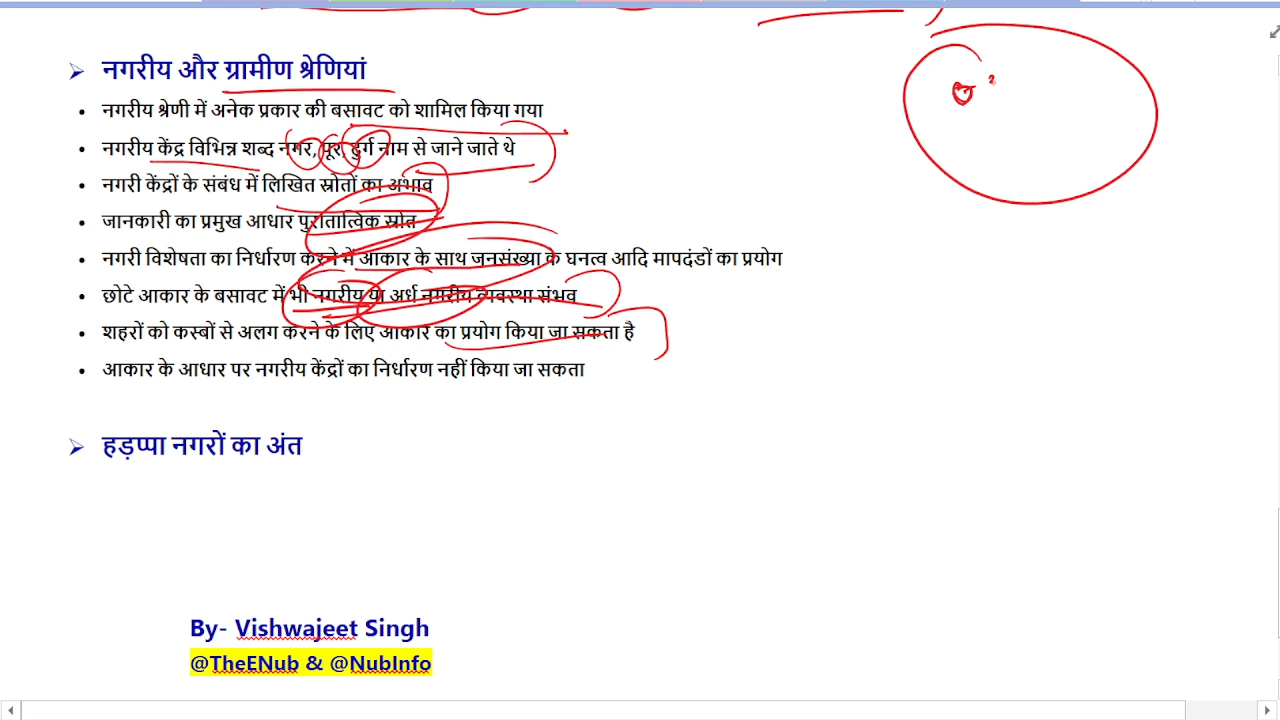 नगरीय और ग्रामीण श्रेणियां
नगरीय श्रेणी में अनेक प्रकार की बसावट को शामिल किया गया
नगरीय केंद्र विभिन्न शब्द नगर, पूर, दुर्ग नाम से जाने जाते थे
नगरी केंद्रों के संबंध में लिखित स्रोतों का अभाव
जानकारी का प्रमुख आधार पुरातात्विक स्रोत
नगरी विशेषता का निर्धारण करने में आकार के साथ जनसंख्या के घनत्व आदि मापदंडों का प्रयोग
छोटे आकार के बसावट में भी नगरीय या अर्ध नगरीय व्यवस्था संभव
शहरों को कस्बों से अलग करने के लिए आकार का प्रयोग किया जा सकता है
आकार के आधार पर नगरीय केंद्रों का निर्धारण नहीं किया जा सकता
हड़प्पा नगरों का अंत
By- Vishwajeet Singh
@TheENub & @NubInfo